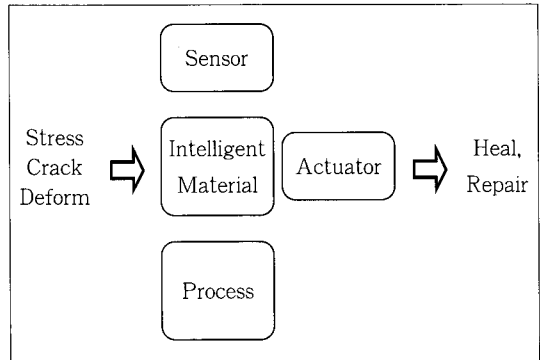 Sensor
Stress
Crack
Deform
Intelligent
Material
Actuator
Heal,
Repair
Process